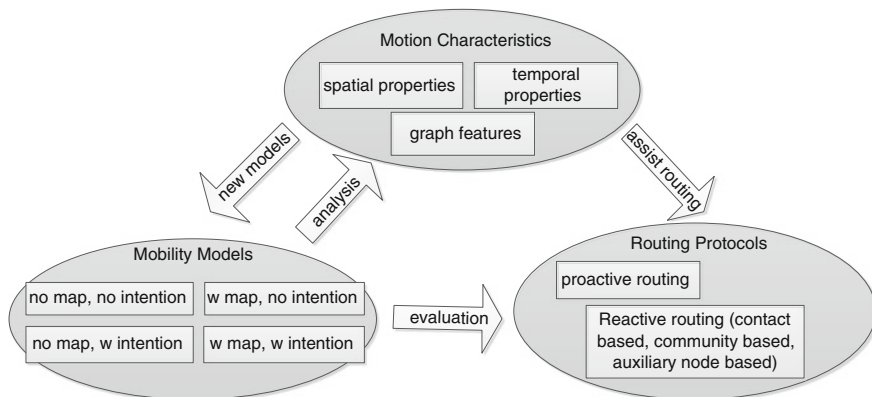 Motion Characteristics
spatial properties
temporal
properties
graph features
new models
analysis
assist routing
Mobility Models
no map, no intention
w map, no intention
no map, w intention
w map, w intention
evaluation
Routing Protocols
proactive routing
Reactive routing (contact
based, community based,
auxiliary node based)